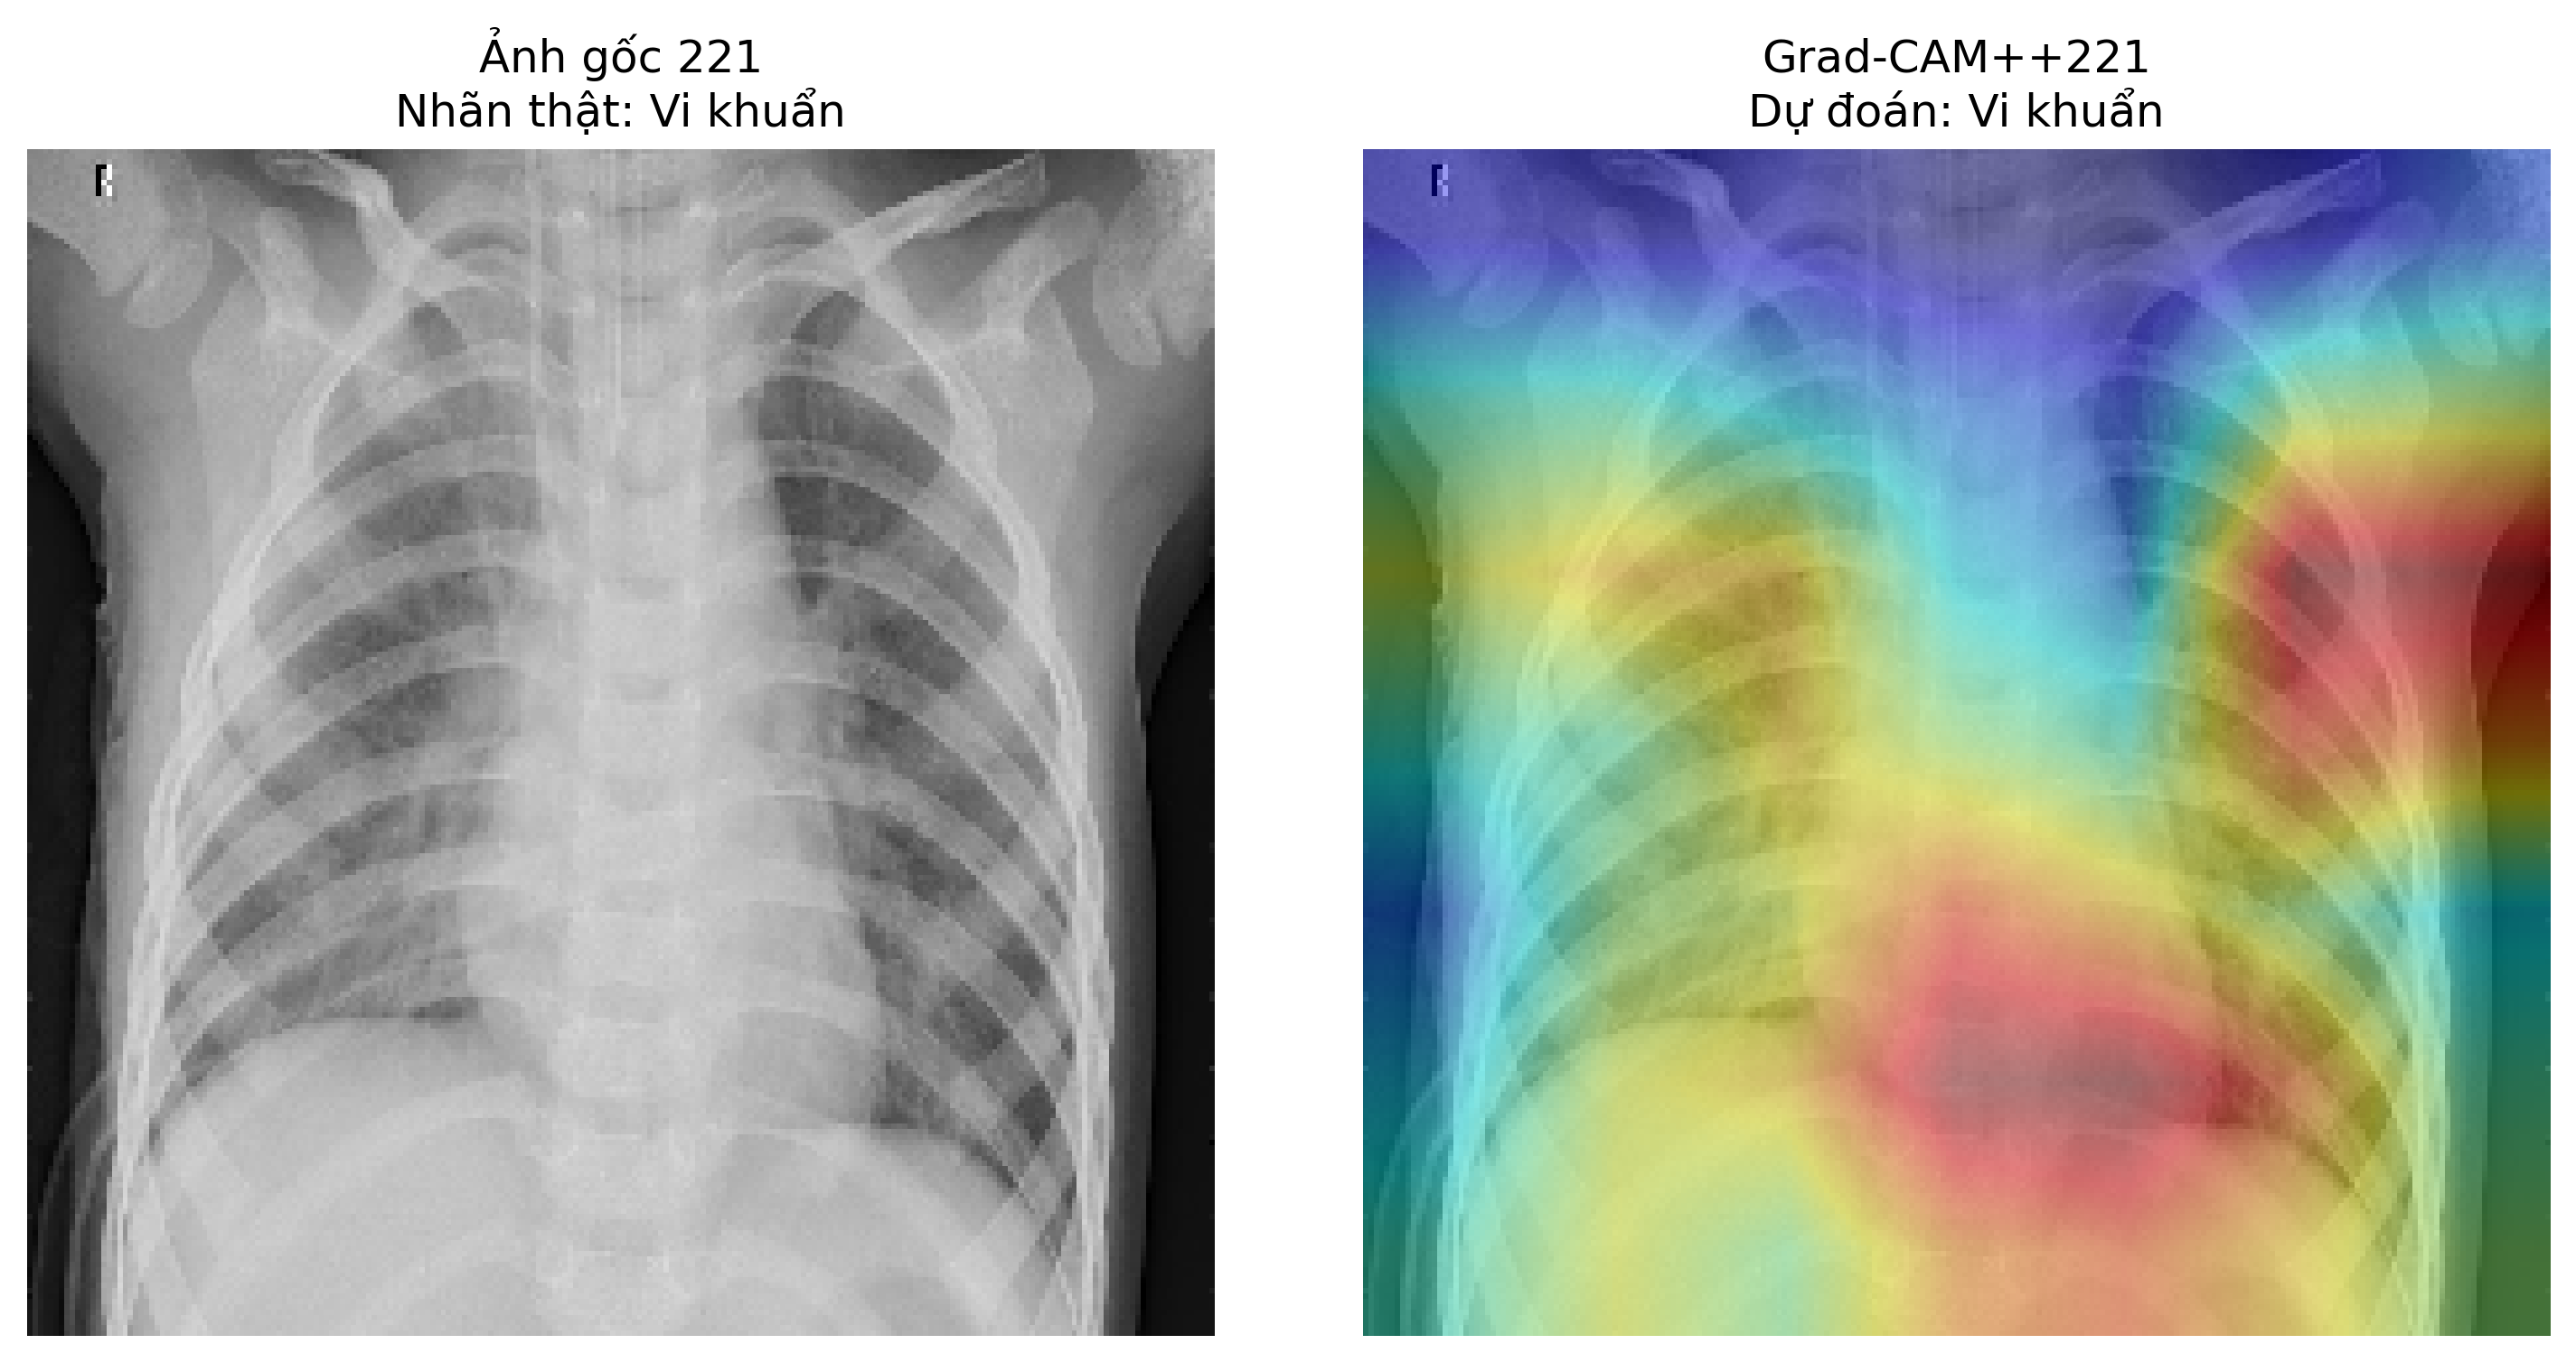 Ảnh gốc 221
Nhãn thật: Vi khuẩn
Grad-CAM++221
Dự đoán: Vi khuẩn
R
R